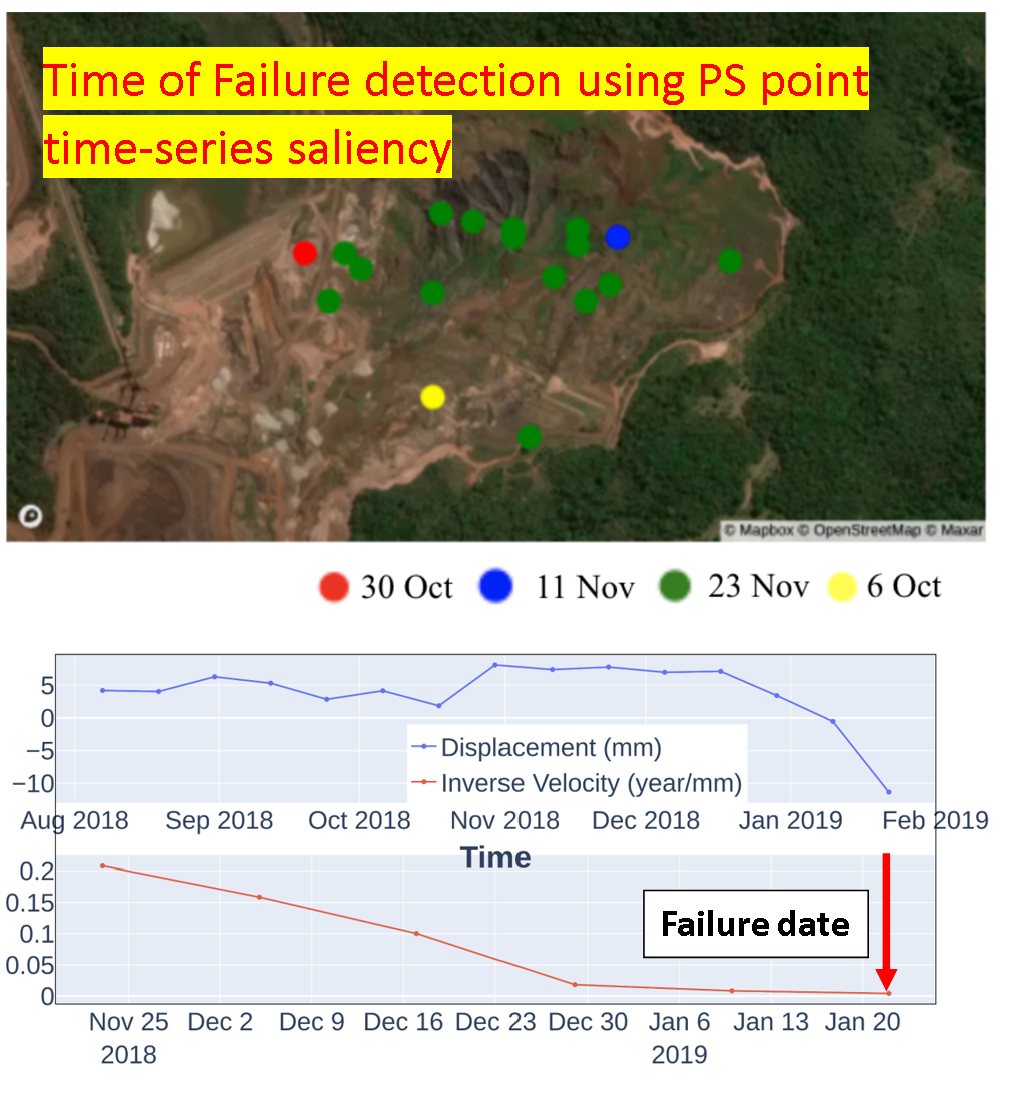 Time of Failure detection using PS point
time-series saliency
© Mapbox © OpenStreetMap © Maxar
30 Oct 11 Nov 23 Nov 6 Oct
5
0
−5
−10
Displacement (mm)
Inverse Velocity (year/mm)
Aug 2018 Sep 2018 Oct 2018 Nov 2018 Dec 2018 Jan 2019 Feb 2019
Time
0.2
0.15
0.1
0.05
0
Failure date
Nov 25 Dec 2 Dec 9 Dec 16 Dec 23 Dec 30 Jan 6 Jan 13 Jan 20
2018 2019